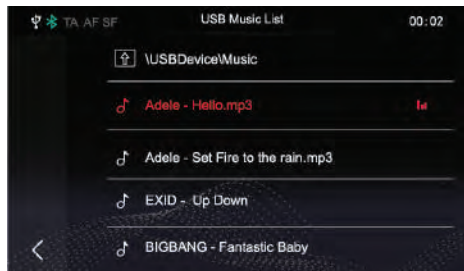 TA AF SF USB Music List 00:02
\USBDevice\Music
Adele - Hello.mp3
Adele - Set Fire to the rain.mp3
EXID - Up Down
BIGBANG - Fantastic Baby